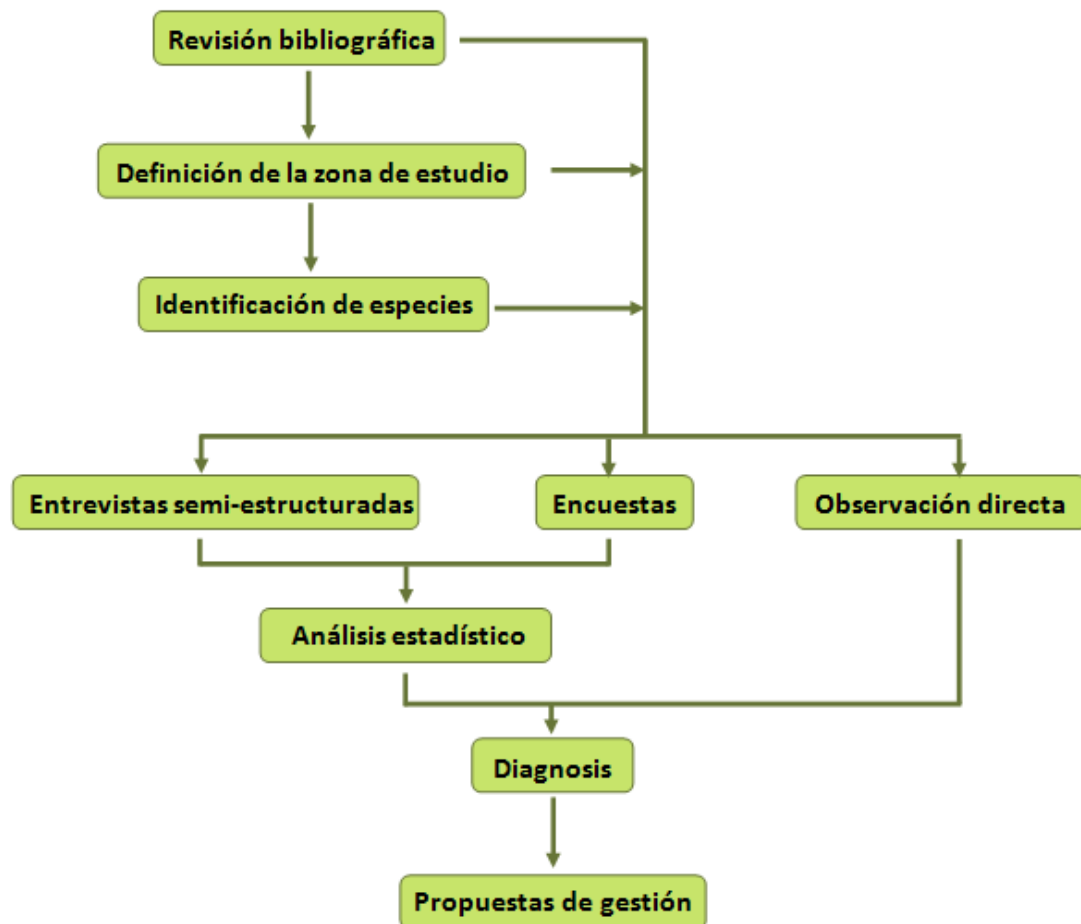 Revisión bibliográfica
Definición de la zona de estudio
Identificación de especies
Entrevistas semi-estructuradas
Encuestas
Observación directa
Análisis estadístico
Diagnosis
Propuestas de gestión